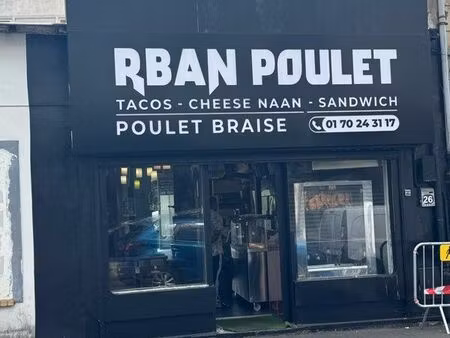 RBAN POULET
TACOS - CHEESE NAAN - SANDWICH
POULET BRAISE
01 70 24 31 17
26